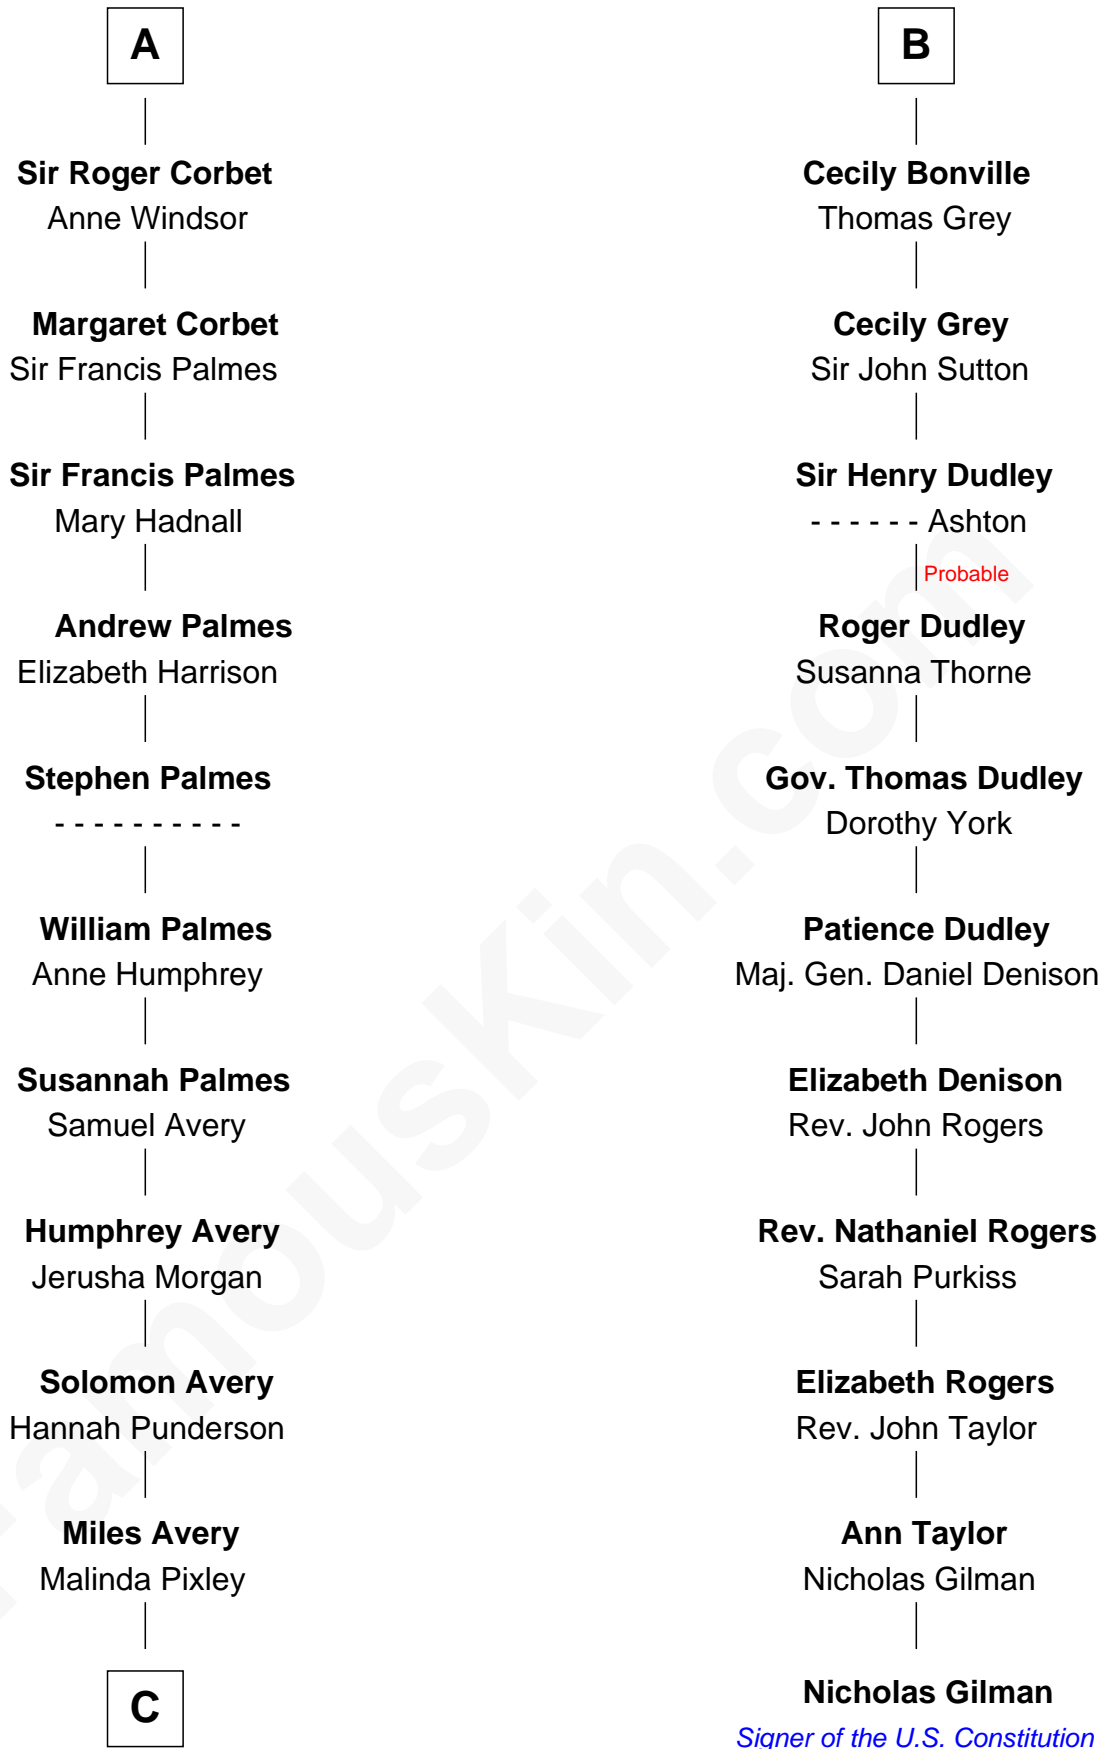 A
Sir Roger Corbet
Anne Windsor
Margaret Corbet
Sir Francis Palmes
Sir Francis Palmes
Mary Hadnall
Andrew Palmes
Elizabeth Harrison
Stephen Palmes
- - - - - - - - - -
William Palmes
Anne Humphrey
Susannah Palmes
Samuel Avery
Humphrey Avery
Jerusha Morgan
Solomon Avery
Hannah Punderson
Miles Avery
Malinda Pixley
C
B
Cecily Bonville
Thomas Grey
Cecily Grey
Sir John Sutton
Sir Henry Dudley
- - - - - - Ashton
Probable
Roger Dudley
Susanna Thorne
Gov. Thomas Dudley
Dorothy York
Patience Dudley
Maj. Gen. Daniel Denison
Elizabeth Denison
Rev. John Rogers
Rev. Nathaniel Rogers
Sarah Purkiss
Elizabeth Rogers
Rev. John Taylor
Ann Taylor
Nicholas Gilman
Nicholas Gilman
Signer of the U.S. Constitution
FamousKin.com